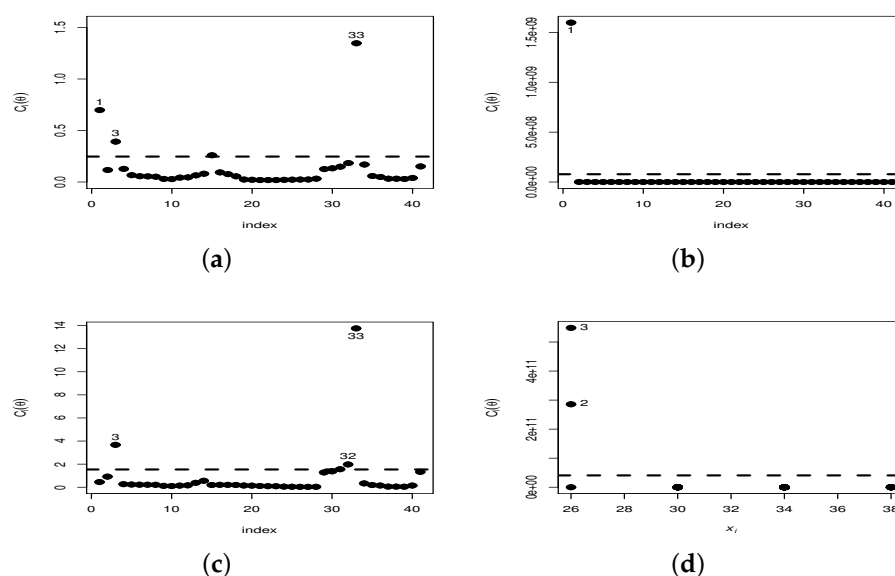 33
1
3
C_i(θ)
0.0 0.5 1.0 1.5
0 10 20 30 40
index
(a)
1
C_i(θ)
0.0e+00 5.0e+08 1.0e+09 1.5e+09
0 10 20 30 40
index
(b)
33
3
32
C_i(θ)
0 2 4 6 8 10 12 14
0 10 20 30 40
index
(c)
3
2
C_i(θ)
0e+00 2e+11 4e+11
26 28 30 32 34 36 38
x_i
(d)